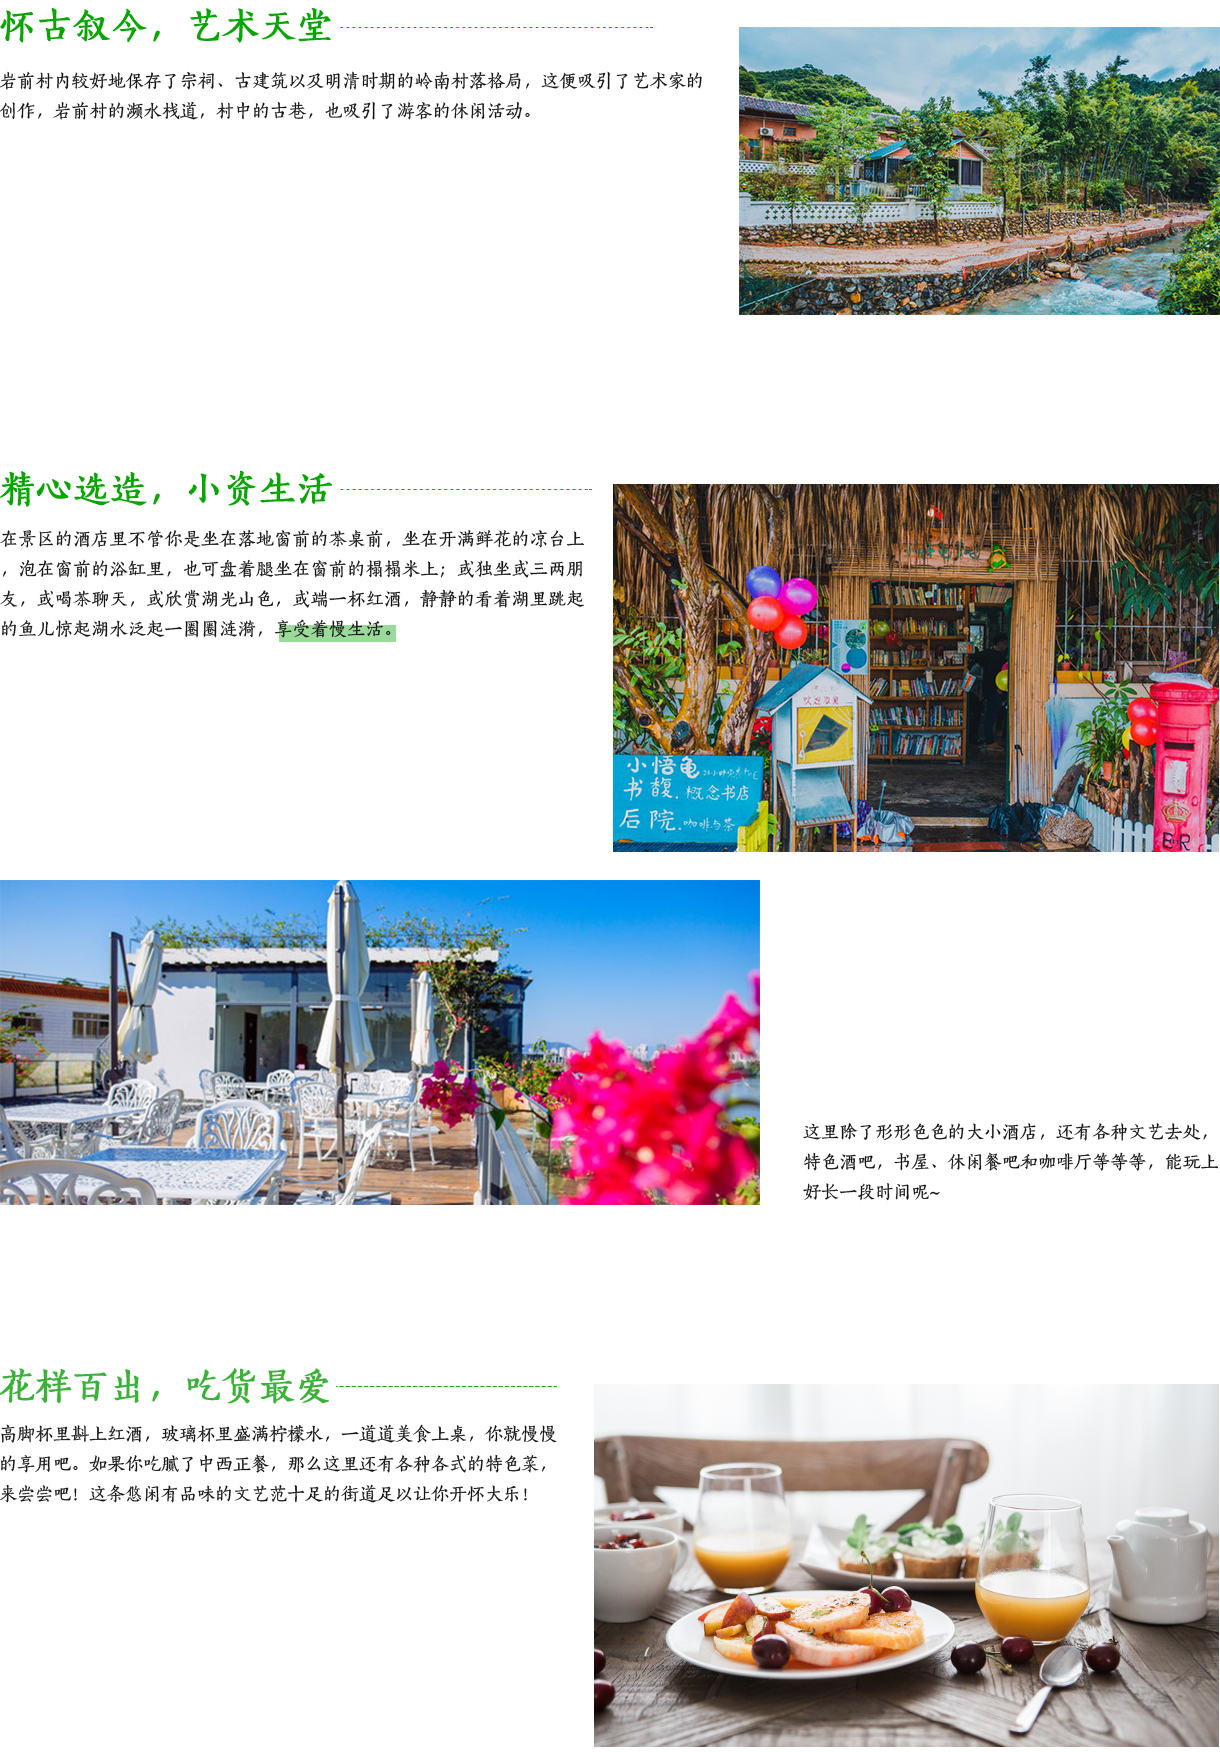 怀古叙今，艺术天堂
岩前村内较好地保存了宗祠、古建筑以及明清时期的岭南村落格局，这便吸引了艺术家的
创作，岩前村的濒水栈道，村中的古巷，也吸引了游客的休闲活动。
精心选造，小资生活
在景区的酒店里不管你是坐在落地窗前的茶桌前，坐在开满鲜花的凉台上
，泡在窗前的浴缸里，也可盘着腿坐在窗前的榻榻米上；或独坐或三两朋
友，或喝茶聊天，或欣赏湖光山色，或端一杯红酒，静静的看着湖里跳起
的鱼儿惊起湖水泛起一圈圈涟漪，享受着慢生活。
小悟龟
书馥.概念书店
后院.咖啡与茶
BR
这里除了形形色色的大小酒店，还有各种文艺去处，
特色酒吧，书屋、休闲餐吧和咖啡厅等等等，能玩上
好长一段时间呢~
花样百出，吃货最爱
高脚杯里斟上红酒，玻璃杯里盛满柠檬水，一道道美食上桌，你就慢慢
的享用吧。如果你吃腻了中西正餐，那么这里还有各种各式的特色菜，
来尝尝吧！这条悠闲有品味的文艺范十足的街道足以让你开怀大乐！